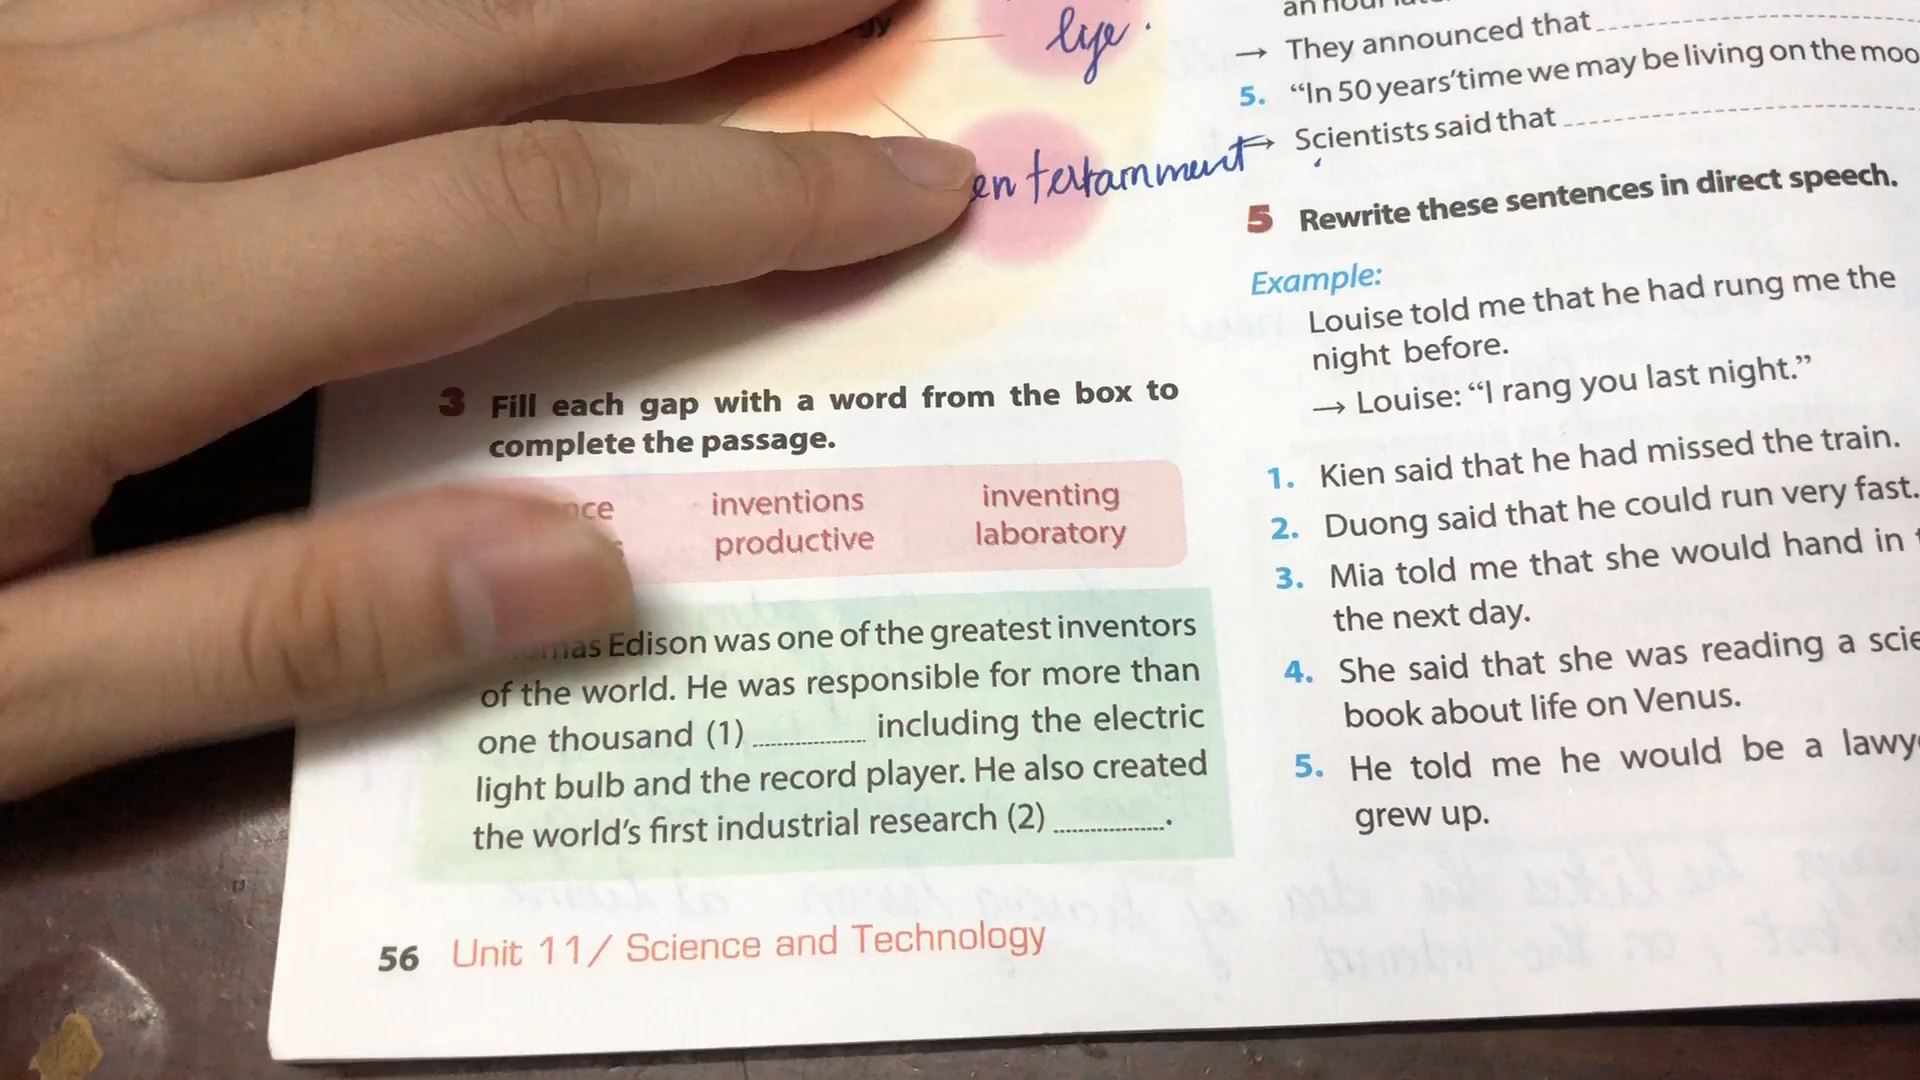 lye.
entertamment
→ They announced that
5. “In 50 years'time we may be living on the moo
→ Scientists said that
3 Fill each gap with a word from the box to
complete the passage.
inventions inventing
productive laboratory
Edison was one of the greatest inventors
of the world. He was responsible for more than
one thousand (1) ........ including the electric
light bulb and the record player. He also created
the world's first industrial research (2) ........ .
56 Unit 11/ Science and Technology
5 Rewrite these sentences in direct speech.
Example:
Louise told me that he had rung me the
night before.
→ Louise: “I rang you last night.”
1. Kien said that he had missed the train.
2. Duong said that he could run very fast.
3. Mia told me that she would hand in
the next day.
4. She said that she was reading a scie
book about life on Venus.
5. He told me he would be a lawy
grew up.